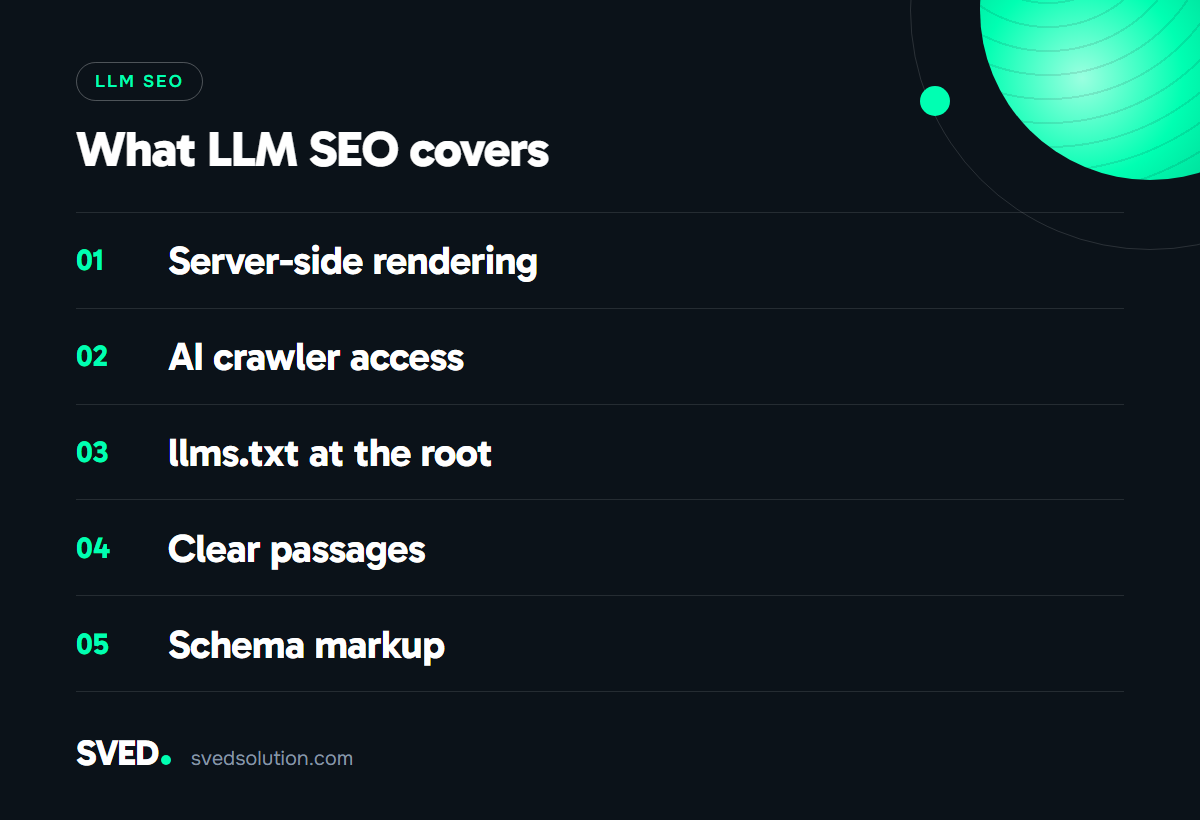 LLM SEO
What LLM SEO covers
01 Server-side rendering
02 AI crawler access
03 llms.txt at the root
04 Clear passages
05 Schema markup
SVED. svedsolution.com